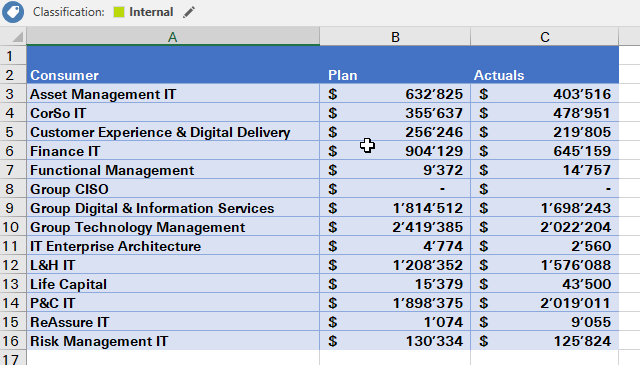 Classification: Internal
A B C
1
2 Consumer Plan Actuals
3 Asset Management IT $ 632'825 $ 403'516
4 CorSo IT $ 355'637 $ 478'951
5 Customer Experience & Digital Delivery $ 256'246 $ 219'805
6 Finance IT $ 904'129 $ 645'159
7 Functional Management $ 9'372 $ 14'757
8 Group CISO $ - $ -
9 Group Digital & Information Services $ 1'814'512 $ 1'698'243
10 Group Technology Management $ 2'419'385 $ 2'022'204
11 IT Enterprise Architecture $ 4'774 $ 2'560
12 L&H IT $ 1'208'352 $ 1'576'088
13 Life Capital $ 15'379 $ 43'500
14 P&C IT $ 1'898'375 $ 2'019'011
15 ReAssure IT $ 1'074 $ 9'055
16 Risk Management IT $ 130'334 $ 125'824
17